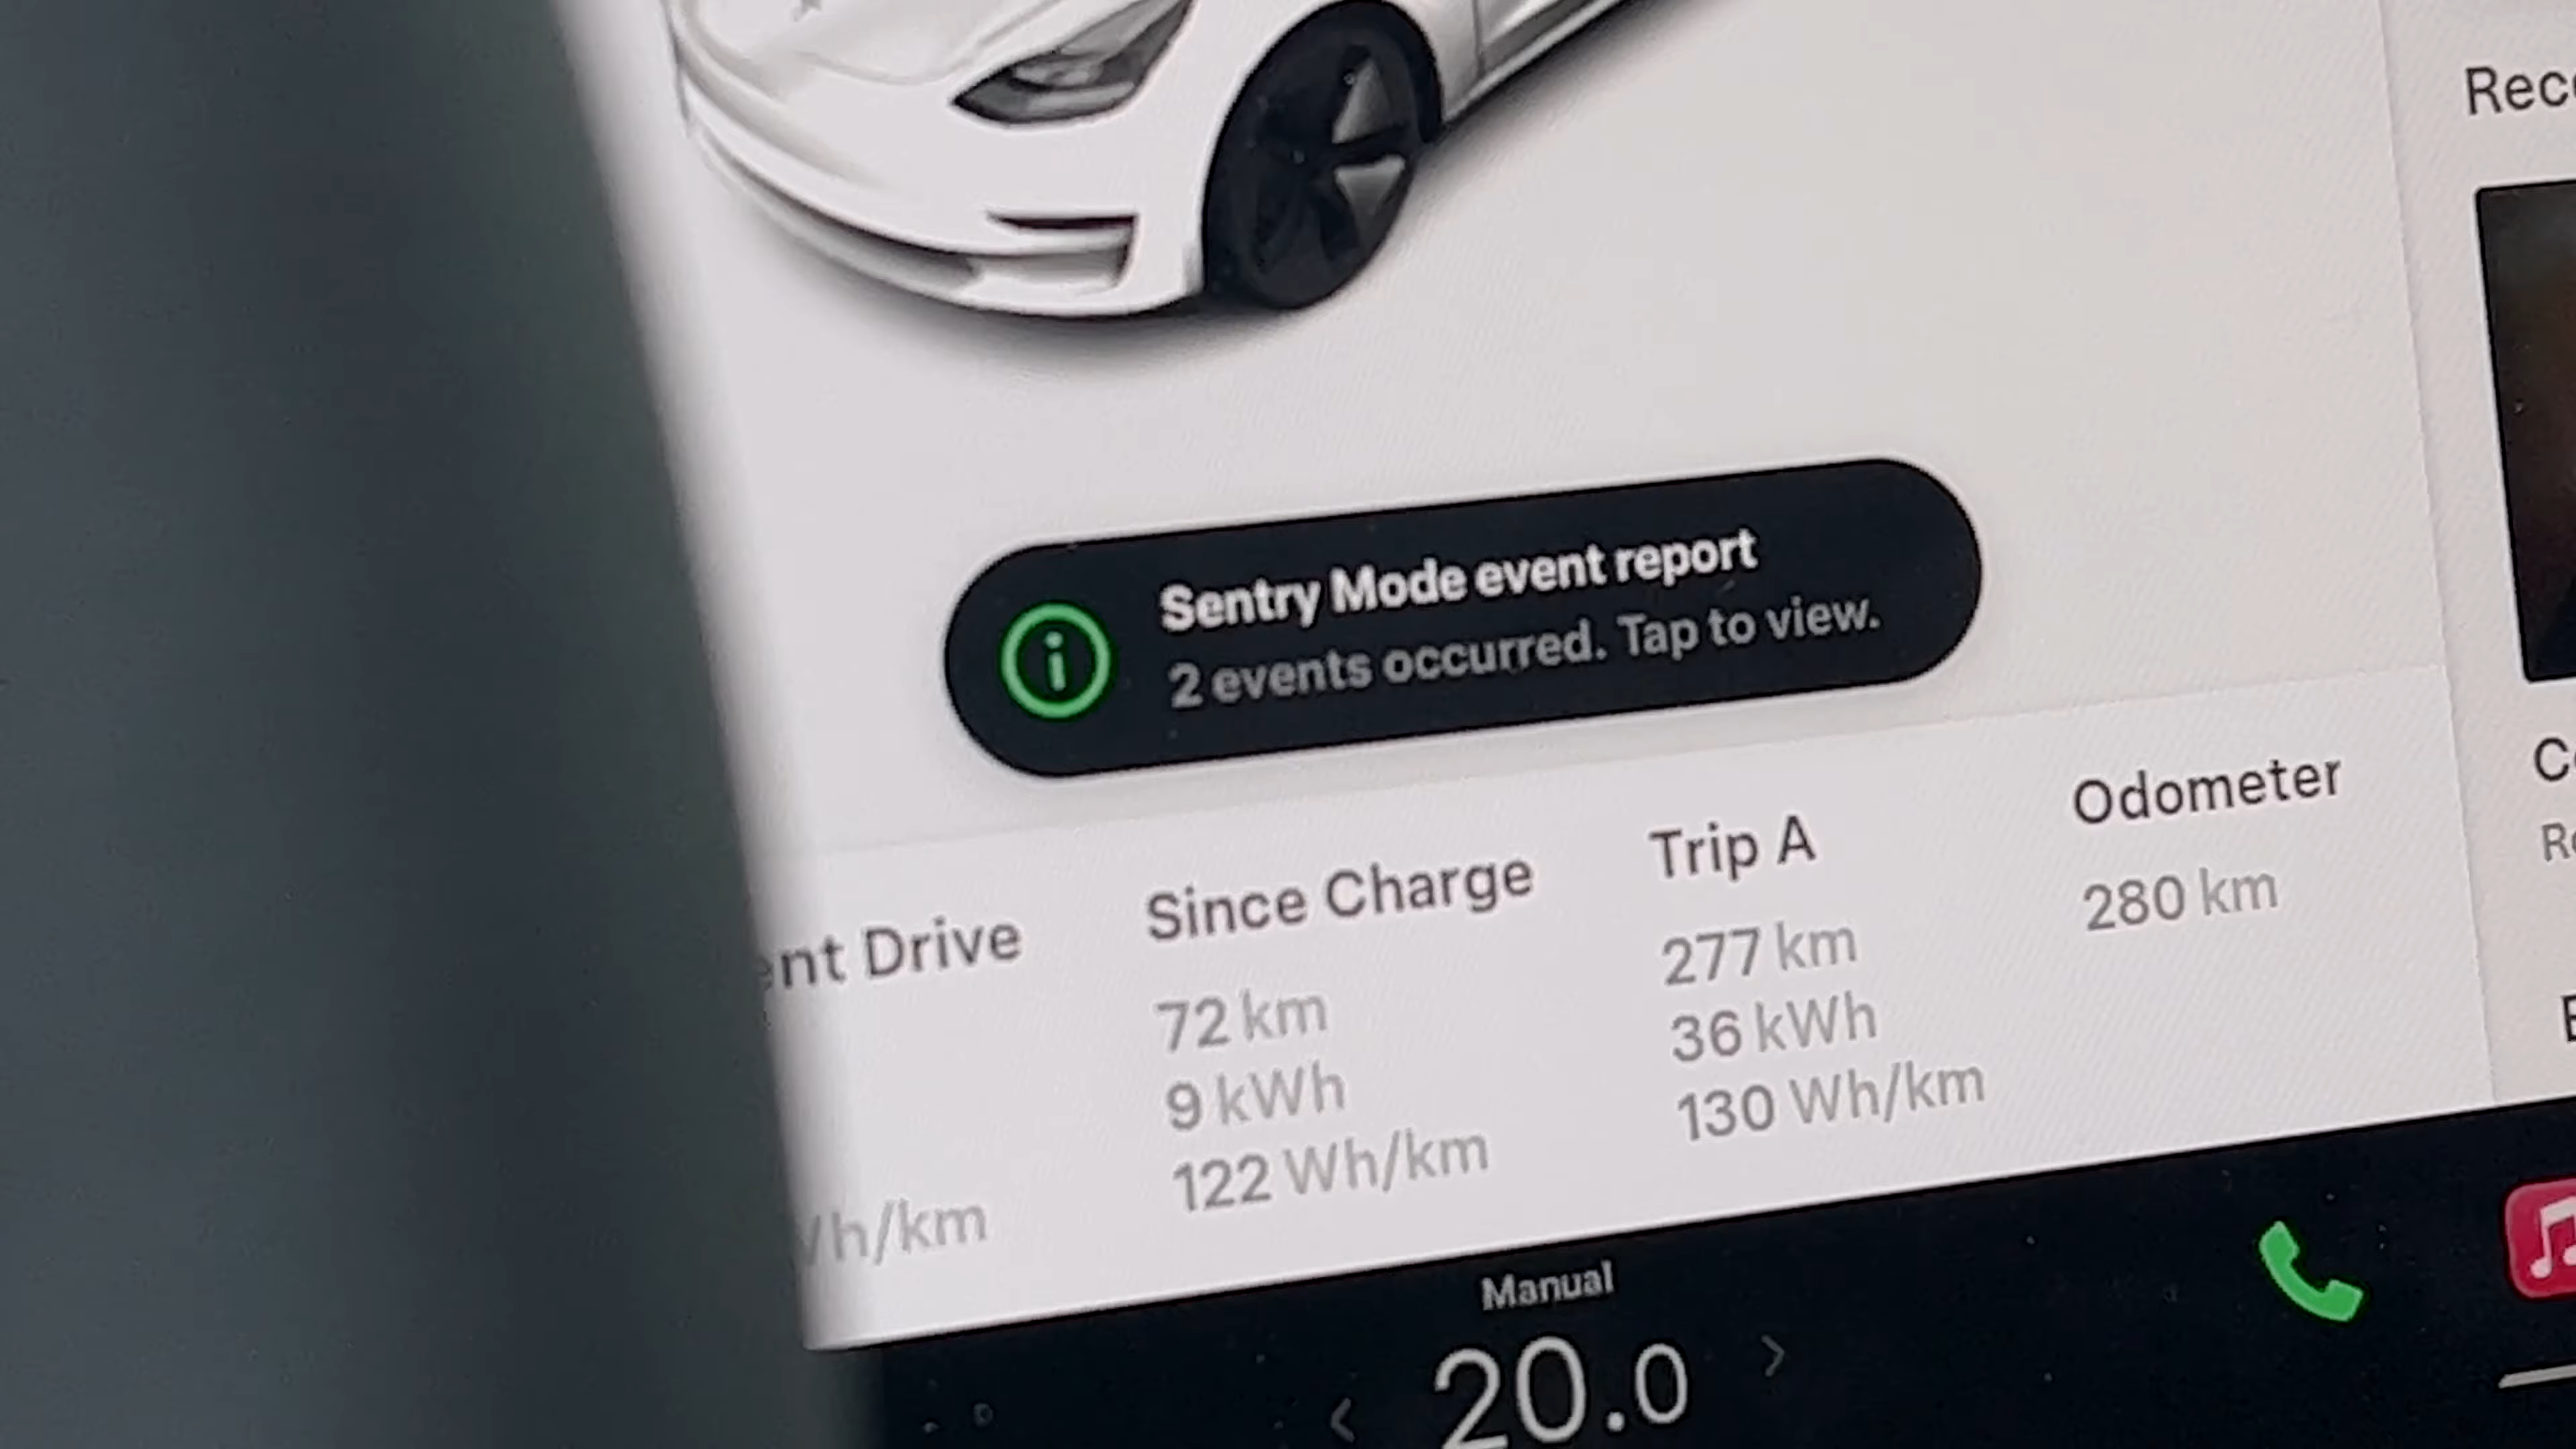 Sentry Mode event report
2 events occurred. Tap to view.
Drive
Since Charge
72 km
9 kWh
122 Wh/km
Trip A
277 km
36 kWh
130 Wh/km
Odometer
280 km
Manual
20.0